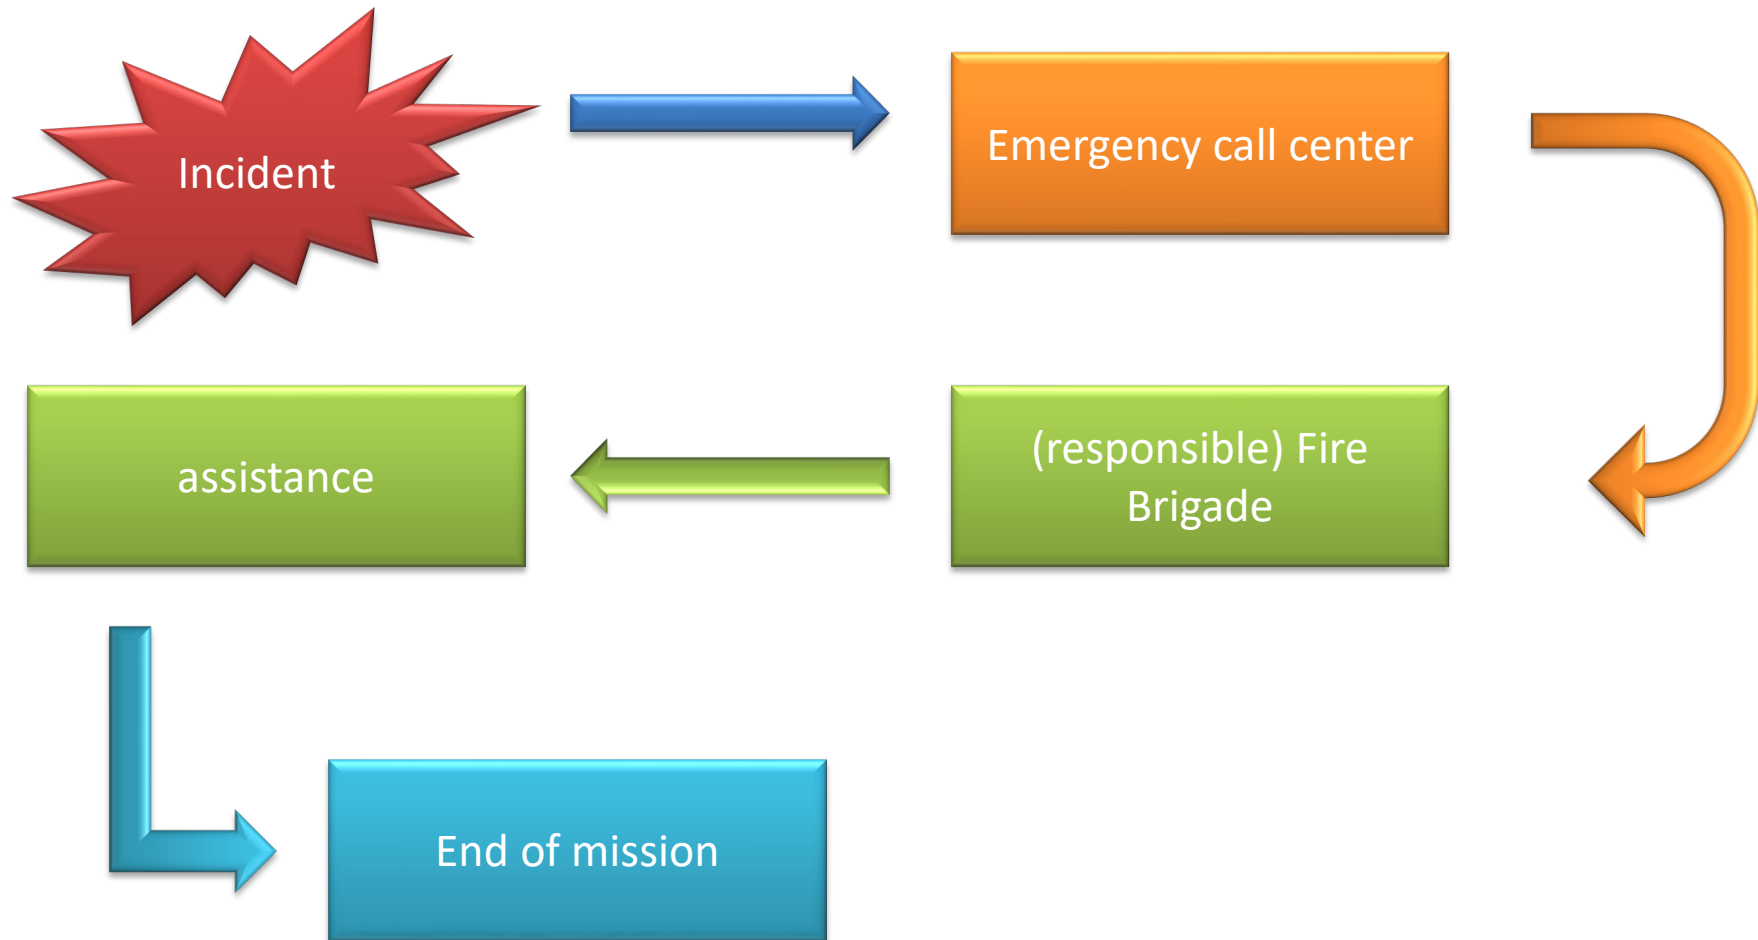 Incident
Emergency call center
(responsible) Fire
Brigade
assistance
End of mission